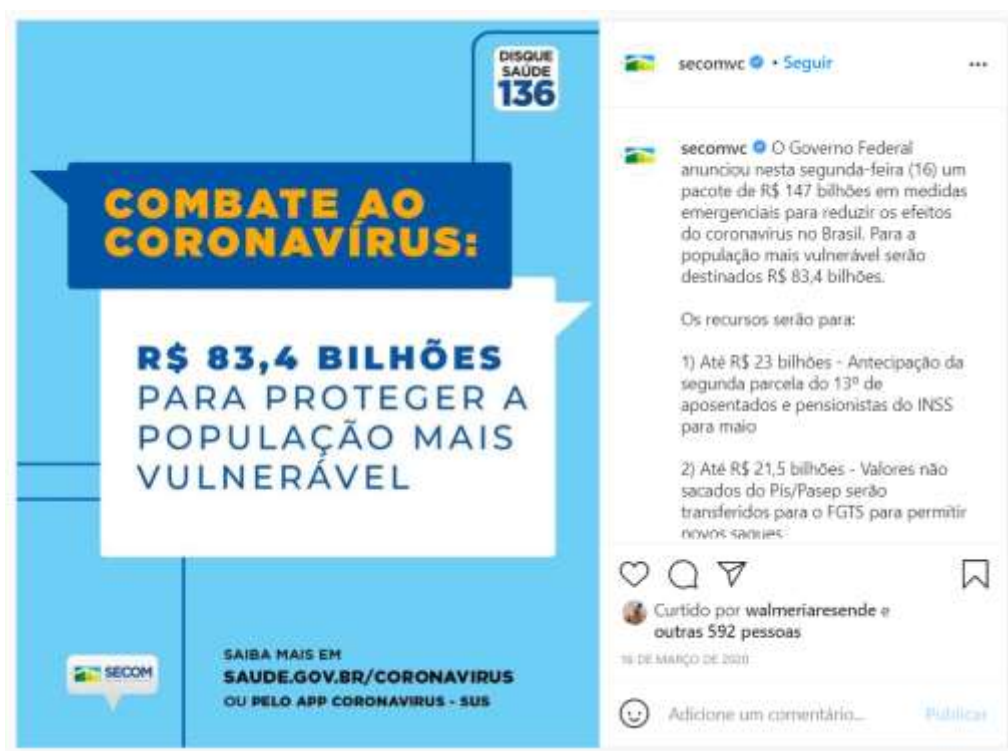 DISQUE
SAÚDE
136
COMBATE AO
CORONAVÍRUS:
R$ 83,4 BILHÕES
PARA PROTEGER A
POPULAÇÃO MAIS
VULNERÁVEL
SECOM
SAIBA MAIS EM
SAUDE.GOV.BR/CORONAVIRUS
OU PELO APP CORONAVIRUS - SUS
secomvc • Seguir
secomvc O Governo Federal
anunciou nesta segunda-feira (16) um
pacote de R$ 147 bilhões em medidas
emergenciais para reduzir os efeitos
do coronavírus no Brasil. Para a
população mais vulnerável serão
destinados R$ 83,4 bilhões.
Os recursos serão para:
1) Até R$ 23 bilhões - Antecipação da
segunda parcela do 13º de
aposentados e pensionistas do INSS
para maio
2) Até R$ 21,5 bilhões - Valores não
sacados do Pis/Pasep serão
transferidos para o FGTS para permitir
novos saques
Curtido por walmeriaresende e
outras 592 pessoas
16 DE MARÇO DE 2020
Adicione um comentário...
Publicar